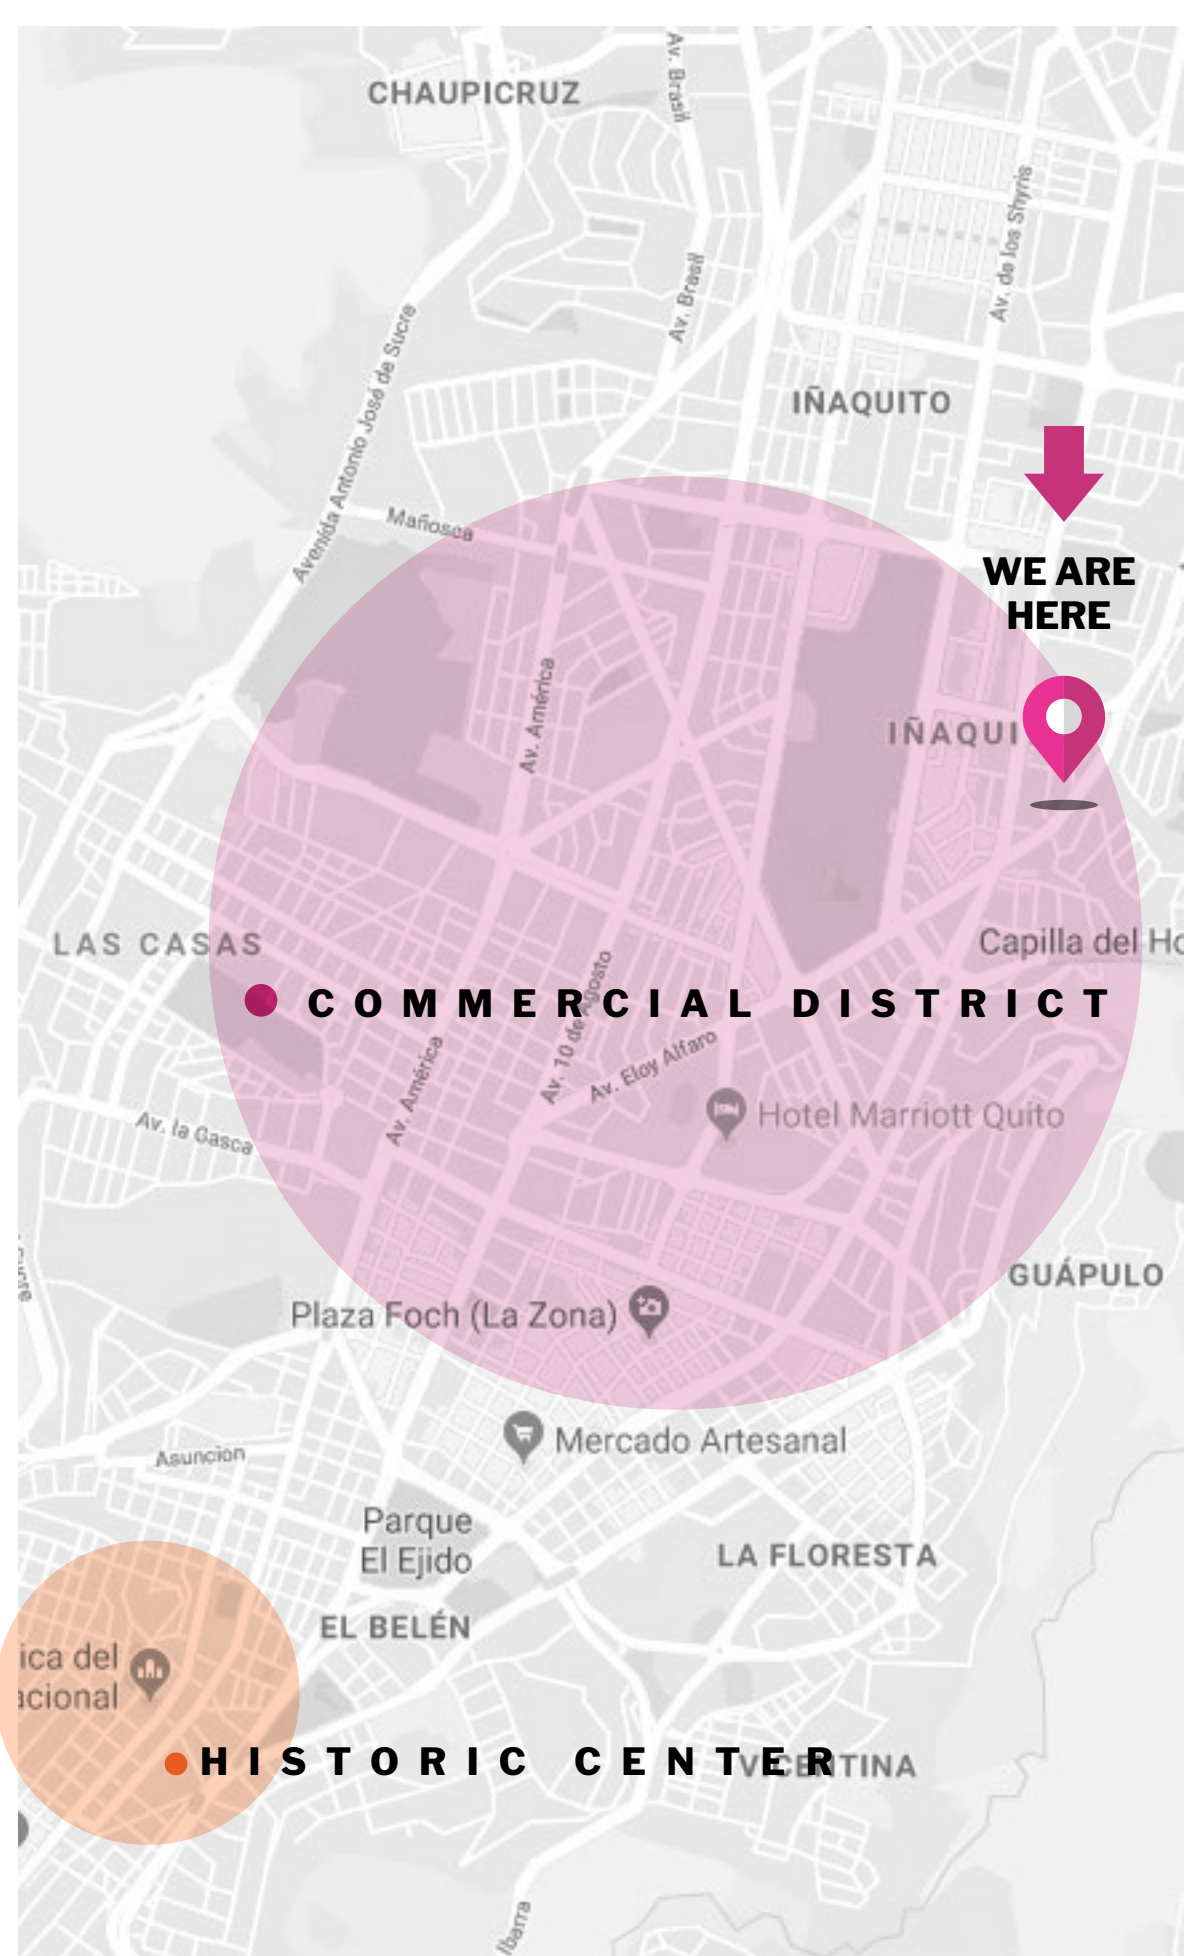 CHAUPICRUZ
Av. Brasil
Av. de los Shyris
Av. Brasil
Avenida Antonio José de Sucre
IÑAQUITO
Mañosca
WE ARE
HERE
Av. América
IÑAQUI
LAS CASAS
Capilla del Ho
COMMERCIAL DISTRICT
Av. 10 de Agosto
Av. América
Av. Eloy Alfaro
Hotel Marriott Quito
Av. la Gasca
GUÁPULO
Plaza Foch (La Zona)
Mercado Artesanal
Asuncion
Parque
El Ejido
LA FLORESTA
EL BELÉN
ica del
acional
HISTORIC CENTER
VICENTINA
Ibarra